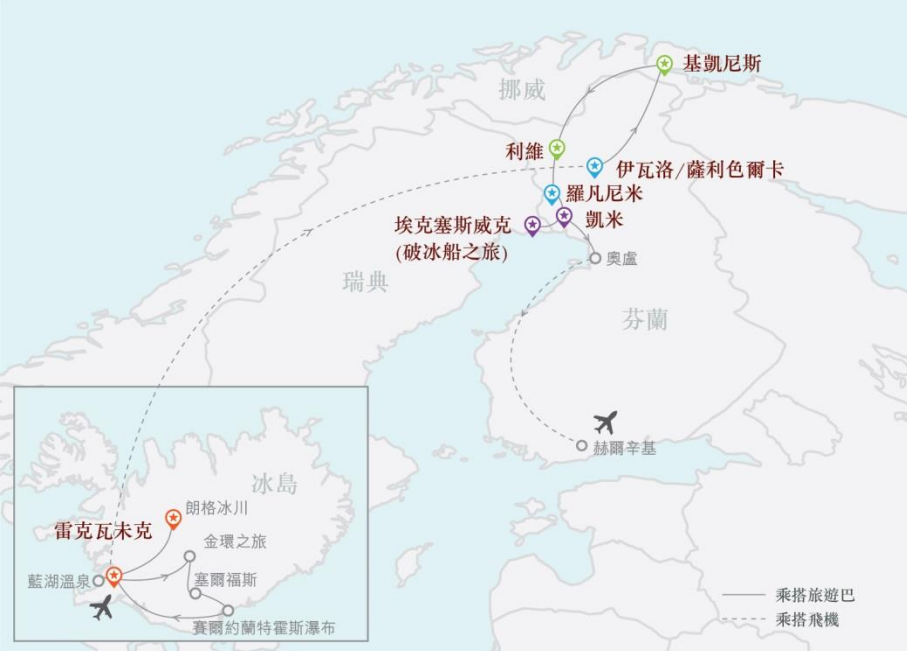 基凱尼斯
挪威
利維
伊瓦洛/薩利色爾卡
羅凡尼米
凱米
埃克塞斯威克
(破冰船之旅)
奧盧
瑞典
芬蘭
赫爾辛基
冰島
朗格冰川
雷克瓦未克
金環之旅
藍湖溫泉
塞爾福斯
賽爾約蘭特霍斯瀑布
乘搭旅遊巴
乘搭飛機